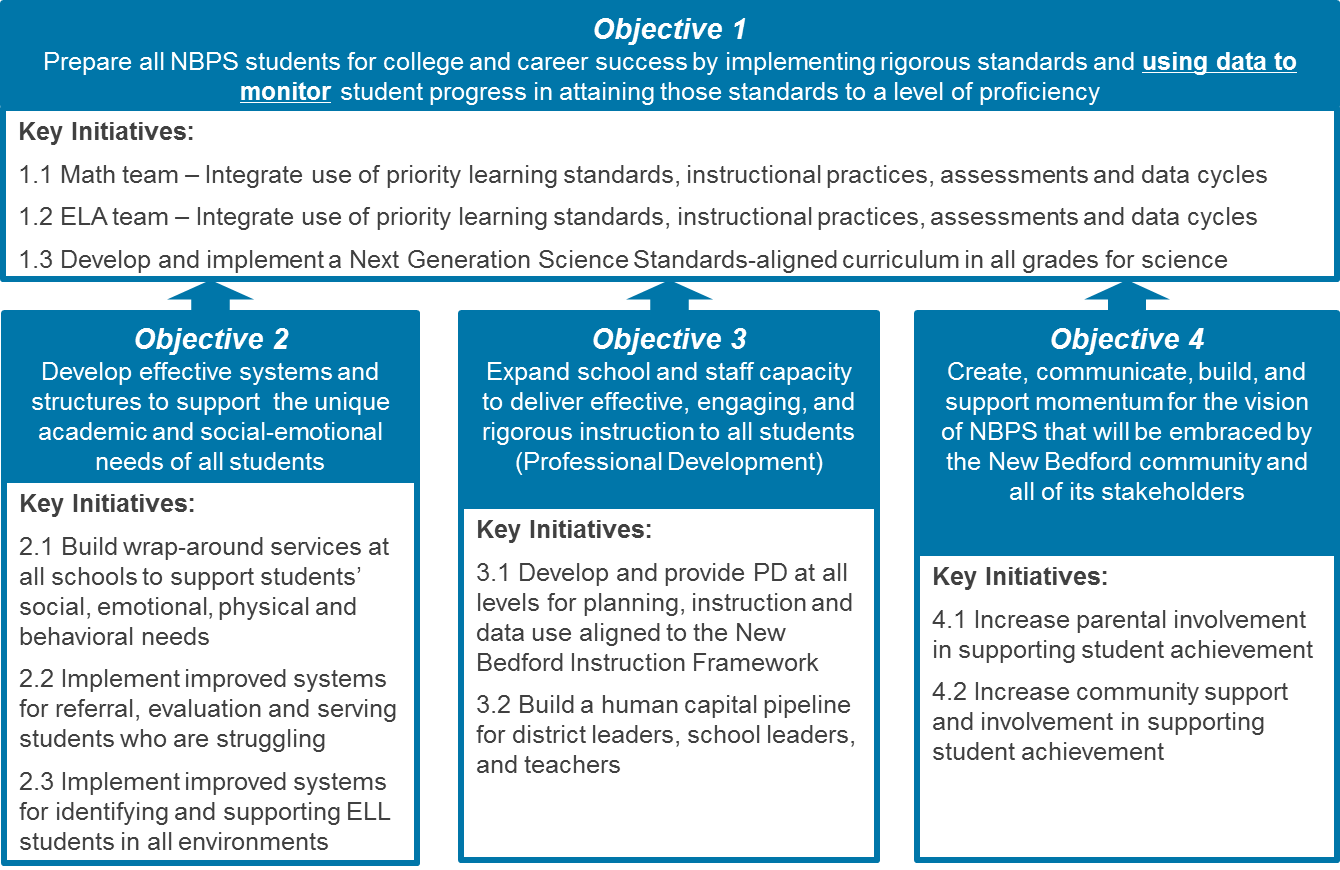 Objective 1
Prepare all NBPS students for college and career success by implementing rigorous standards and using data to
monitor student progress in attaining those standards to a level of proficiency
Key Initiatives:
1.1 Math team – Integrate use of priority learning standards, instructional practices, assessments and data cycles
1.2 ELA team – Integrate use of priority learning standards, instructional practices, assessments and data cycles
1.3 Develop and implement a Next Generation Science Standards-aligned curriculum in all grades for science
Objective 2
Develop effective systems and
structures to support the unique
academic and social-emotional
needs of all students
Key Initiatives:
2.1 Build wrap-around services at
all schools to support students’
social, emotional, physical and
behavioral needs
2.2 Implement improved systems
for referral, evaluation and serving
students who are struggling
2.3 Implement improved systems
for identifying and supporting ELL
students in all environments
Objective 3
Expand school and staff capacity
to deliver effective, engaging, and
rigorous instruction to all students
(Professional Development)
Key Initiatives:
3.1 Develop and provide PD at all
levels for planning, instruction and
data use aligned to the New
Bedford Instruction Framework
3.2 Build a human capital pipeline
for district leaders, school leaders,
and teachers
Objective 4
Create, communicate, build, and
support momentum for the vision
of NBPS that will be embraced by
the New Bedford community and
all of its stakeholders
Key Initiatives:
4.1 Increase parental involvement
in supporting student achievement
4.2 Increase community support
and involvement in supporting
student achievement